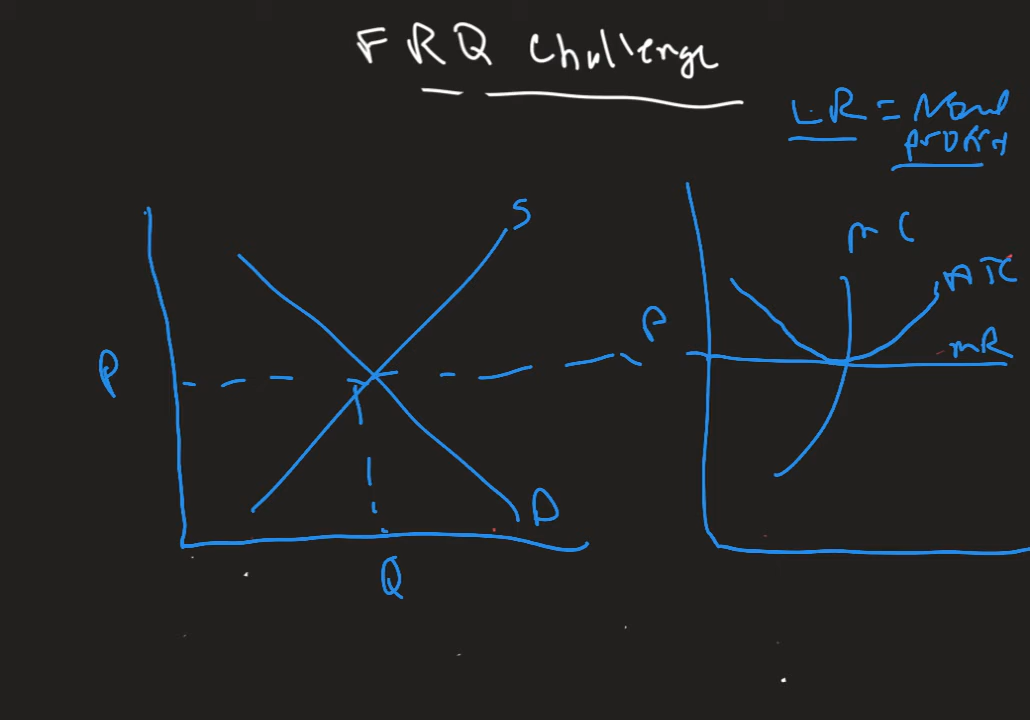 FRQ Challenge
LR = Normal
profit
S
MC
ATC
P
P
MR
D
Q